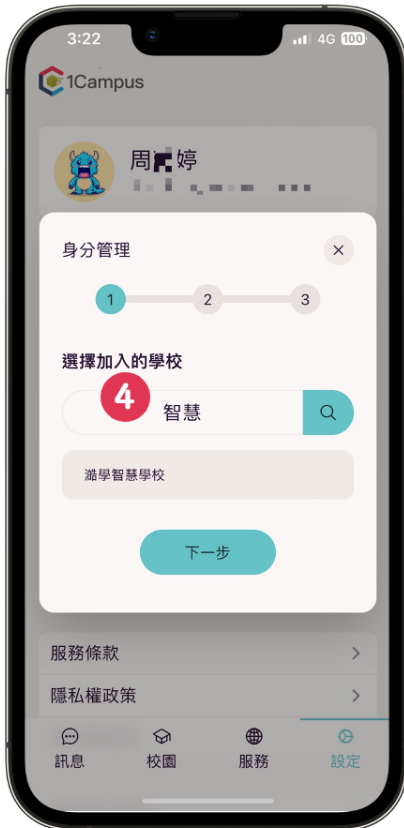 3:22
4G 100
1Campus
周 婷
身分管理
1 2 3
選擇加入的學校
4
智慧
澔學智慧學校
下一步
服務條款
隱私權政策
訊息 校園 服務 設定